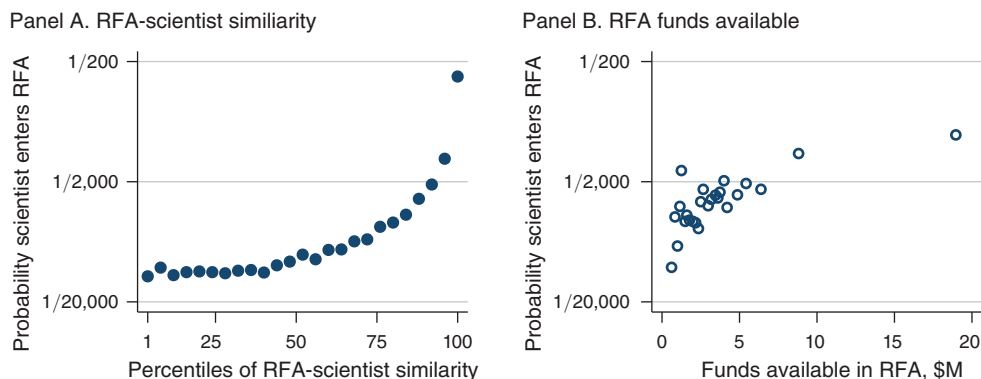 Panel A. RFA-scientist similiarity
Probability scientist enters RFA
1/200
1/2,000
1/20,000
1 25 50 75 100
Percentiles of RFA-scientist similarity
Panel B. RFA funds available
Probability scientist enters RFA
1/200
1/2,000
1/20,000
0 5 10 15 20
Funds available in RFA, $M